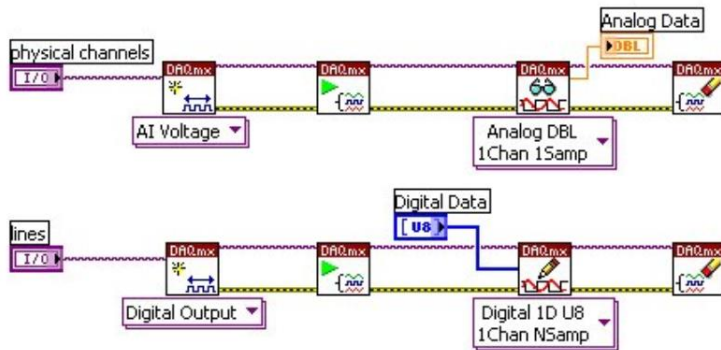 Analog Data
DBL
physical channels
I/O
DAQmx DAQmx DAQmx DAQmx
AI Voltage
Analog DBL
1Chan 1Samp
Digital Data
[U8]
lines
I/O
DAQmx DAQmx DAQmx DAQmx
Digital Output
Digital 1D U8
1Chan NSamp